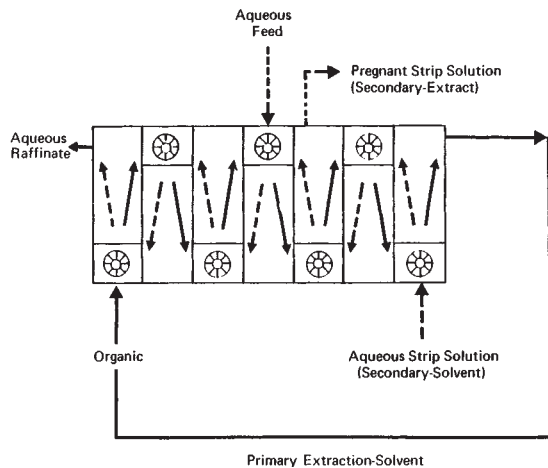 Aqueous
Feed
Pregnant Strip Solution
(Secondary-Extract)
Aqueous
Raffinate
Organic
Aqueous Strip Solution
(Secondary-Solvent)
Primary Extraction-Solvent